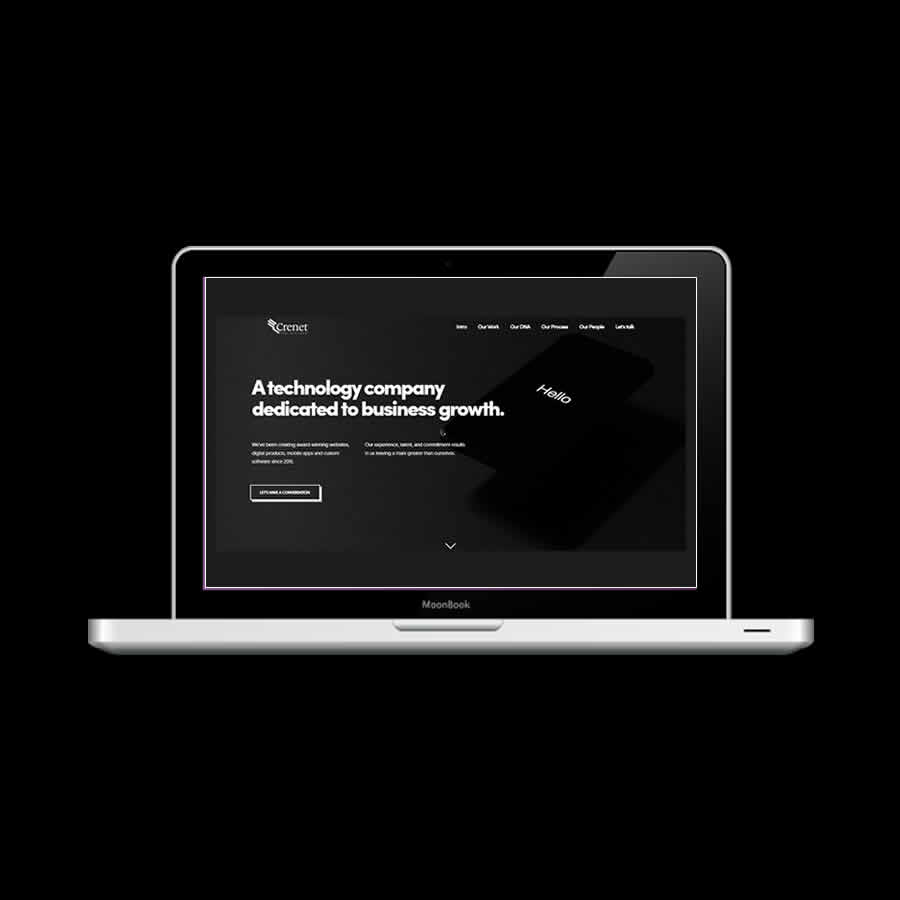 Crenet
Intro Our Work Our DNA Our Process Our People Let's talk
Hello
A technology company
dedicated to business growth.
We've been creating award winning websites,
digital products, mobile apps and custom
software since 2015.
Our experience, talent, and commitment results
in us leaving a mark greater than ourselves.
LET'S HAVE A CONVERSATION
MoonBook